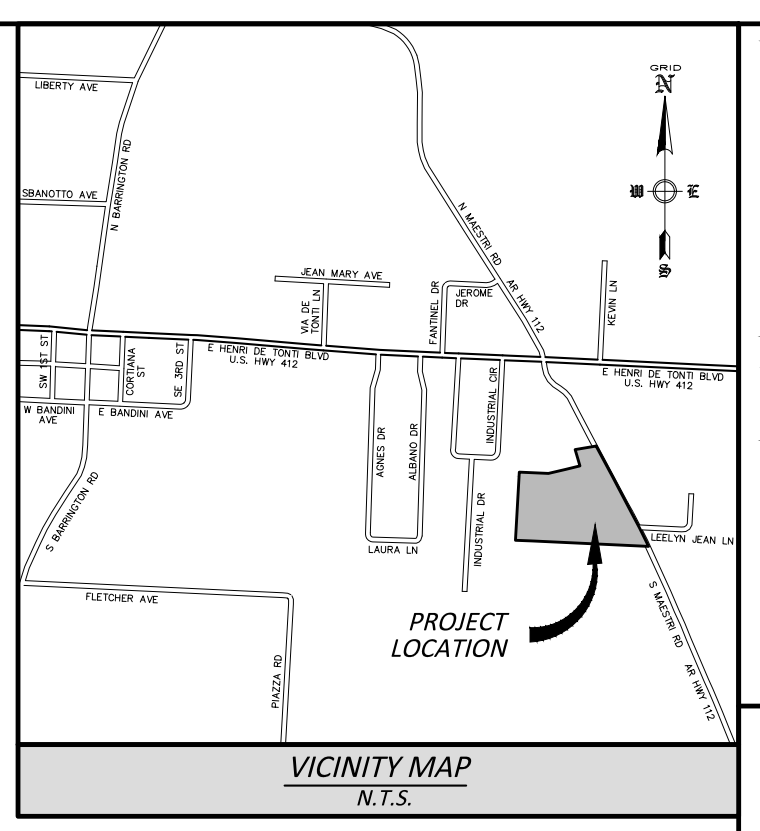 LIBERTY AVE
SBANOTTO AVE
N BARRINGTON RD
GRID
N
W
E
S
N MAESTRI RD
AR HWY 112
JEAN MARY AVE
VIA DE
TONTI LN
FANTINEL DR
JEROME
DR
KEVIN LN
SW 1ST ST
CORTIANA
ST
SE 3RD ST
E HENRI DE TONTI BLVD
U.S. HWY 412
E HENRI DE TONTI BLVD
U.S. HWY 412
W BANDINI
AVE
E BANDINI AVE
AGNES DR
ALBANO DR
INDUSTRIAL CIR
INDUSTRIAL DR
LAURA LN
LEELYN JEAN LN
S BARRINGTON RD
FLETCHER AVE
PIAZZA RD
PROJECT
LOCATION
S MAESTRI RD
AR HWY 112
VICINITY MAP
N.T.S.